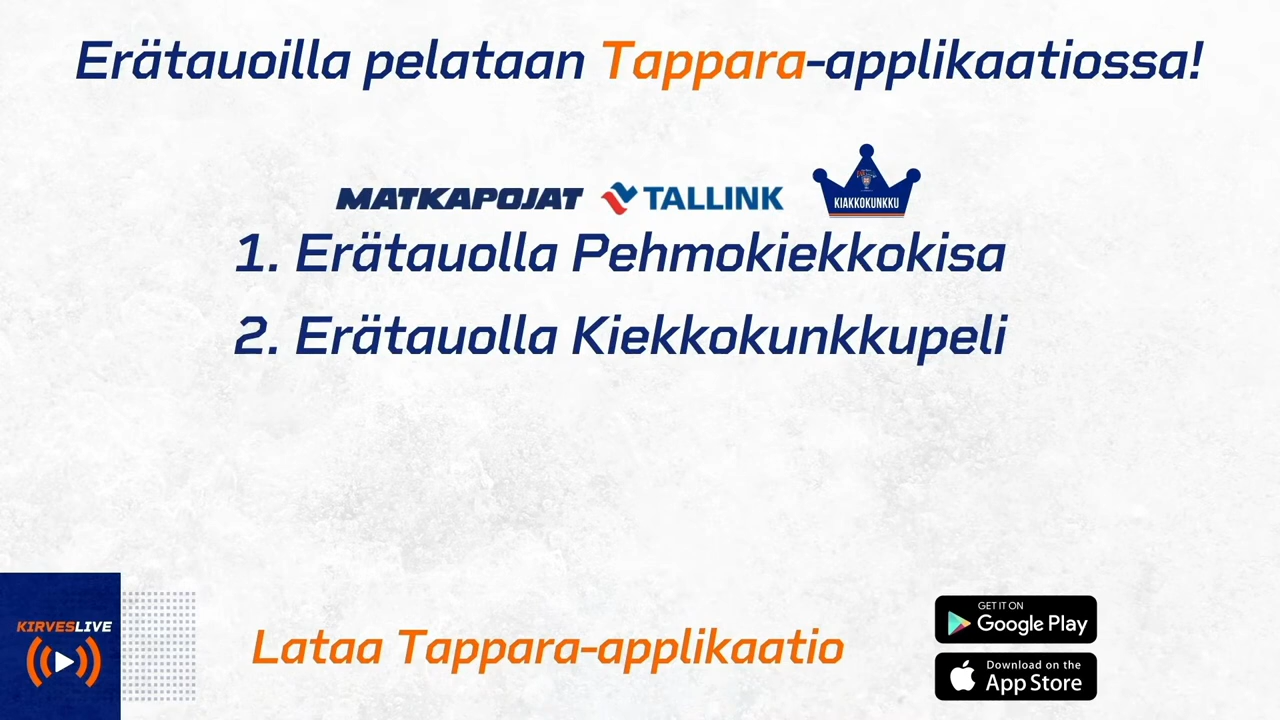 Erätauoilla pelataan Tappara-applikaatiossa!
MATKAPOJAT TALLINK KIAKKOKUNKKU
1. Erätauolla Pehmokiekkokisa
2. Erätauolla Kiekkokunkkupeli
KIRVESLIVE
Lataa Tappara-applikaatio
GET IT ON
Google Play
Download on the
App Store